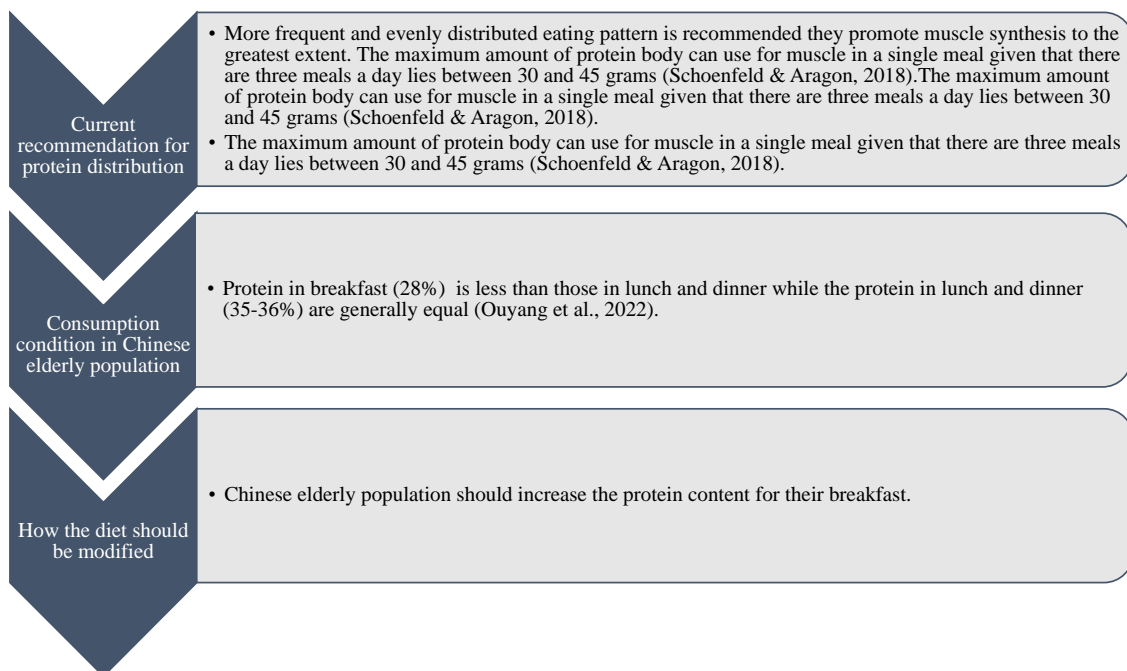 Current
recommendation for
protein distribution
• More frequent and evenly distributed eating pattern is recommended they promote muscle synthesis to the
greatest extent. The maximum amount of protein body can use for muscle in a single meal given that there
are three meals a day lies between 30 and 45 grams (Schoenfeld & Aragon, 2018).The maximum amount
of protein body can use for muscle in a single meal given that there are three meals a day lies between 30
and 45 grams (Schoenfeld & Aragon, 2018).
• The maximum amount of protein body can use for muscle in a single meal given that there are three meals
a day lies between 30 and 45 grams (Schoenfeld & Aragon, 2018).
Consumption
condition in Chinese
elderly population
• Protein in breakfast (28%)  is less than those in lunch and dinner while the protein in lunch and dinner
(35-36%) are generally equal (Ouyang et al., 2022).
How the diet should
be modified
• Chinese elderly population should increase the protein content for their breakfast.